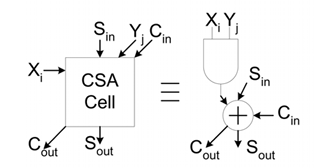 S_in Y_j C_in
X_i
CSA
Cell
C_out S_out
≡
X_i Y_j
S_in
+
C_in
C_out S_out